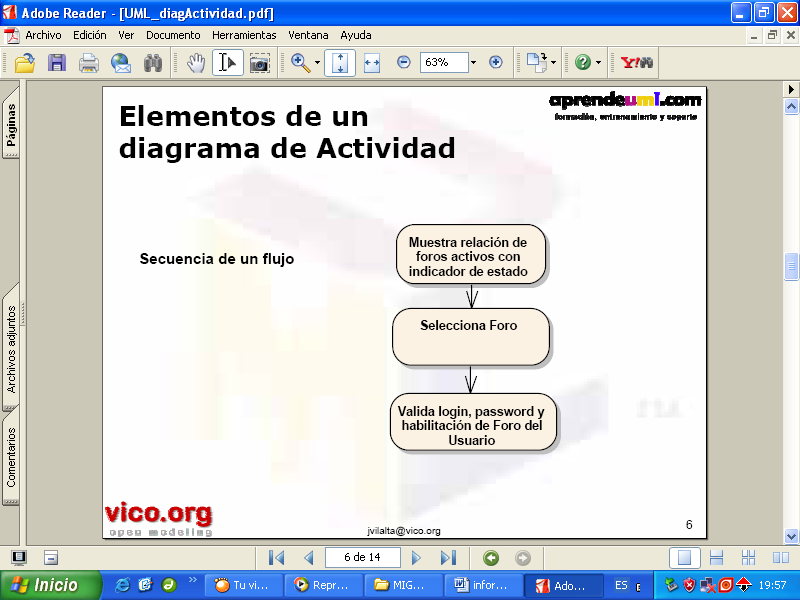 Adobe Reader - [UML_diagActividad.pdf]
Archivo Edición Ver Documento Herramientas Ventana Ayuda
63%
Y!
Páginas
Archivos adjuntos
Comentarios
Elementos de un
diagrama de Actividad
aprendeuml.com
formación, entrenamiento y soporte
Secuencia de un flujo
Muestra relación de
foros activos con
indicador de estado
Selecciona Foro
Valida login, password y
habilitación de Foro del
Usuario
vico.org
open modeling
jvilalta@vico.org
6
6 de 14
Inicio
»
Tu vi...
Repr...
MIG...
infor...
Ado...
ES
19:57